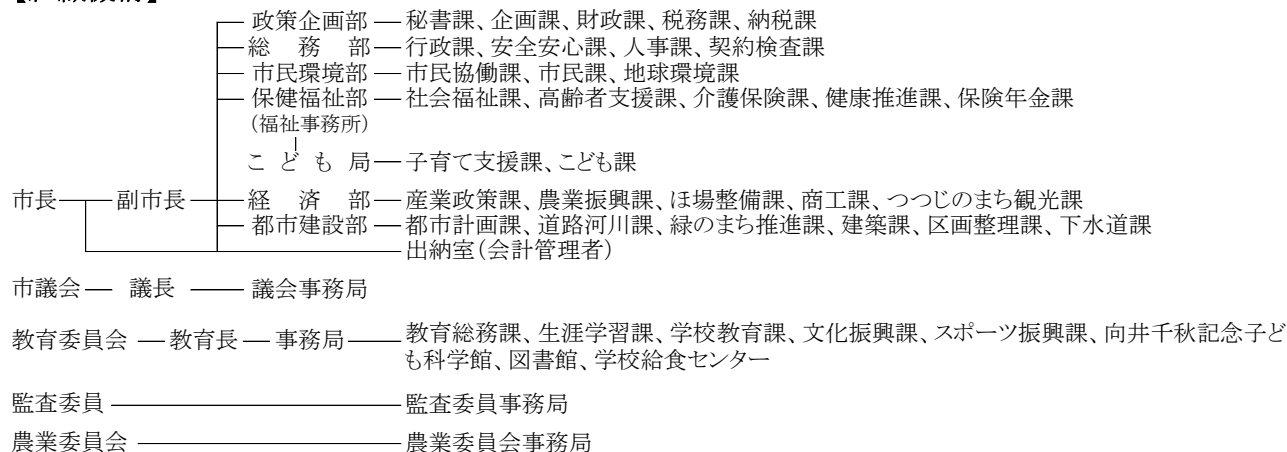 政策企画部 秘書課、企画課、財政課、税務課、納税課
総務部 行政課、安全安心課、人事課、契約検査課
市民環境部 市民協働課、市民課、地球環境課
保健福祉部 社会福祉課、高齢者支援課、介護保険課、健康推進課、保険年金課
(福祉事務所)
こども局 子育て支援課、こども課
市長 副市長 経済部 産業政策課、農業振興課、ほ場整備課、商工課、つつじのまち観光課
都市建設部 都市計画課、道路河川課、緑のまち推進課、建築課、区画整理課、下水道課
出納室(会計管理者)
市議会 議長 議会事務局
教育委員会 教育長 事務局 教育総務課、生涯学習課、学校教育課、文化振興課、スポーツ振興課、向井千秋記念子ど
も科学館、図書館、学校給食センター
監査委員 監査委員事務局
農業委員会 農業委員会事務局